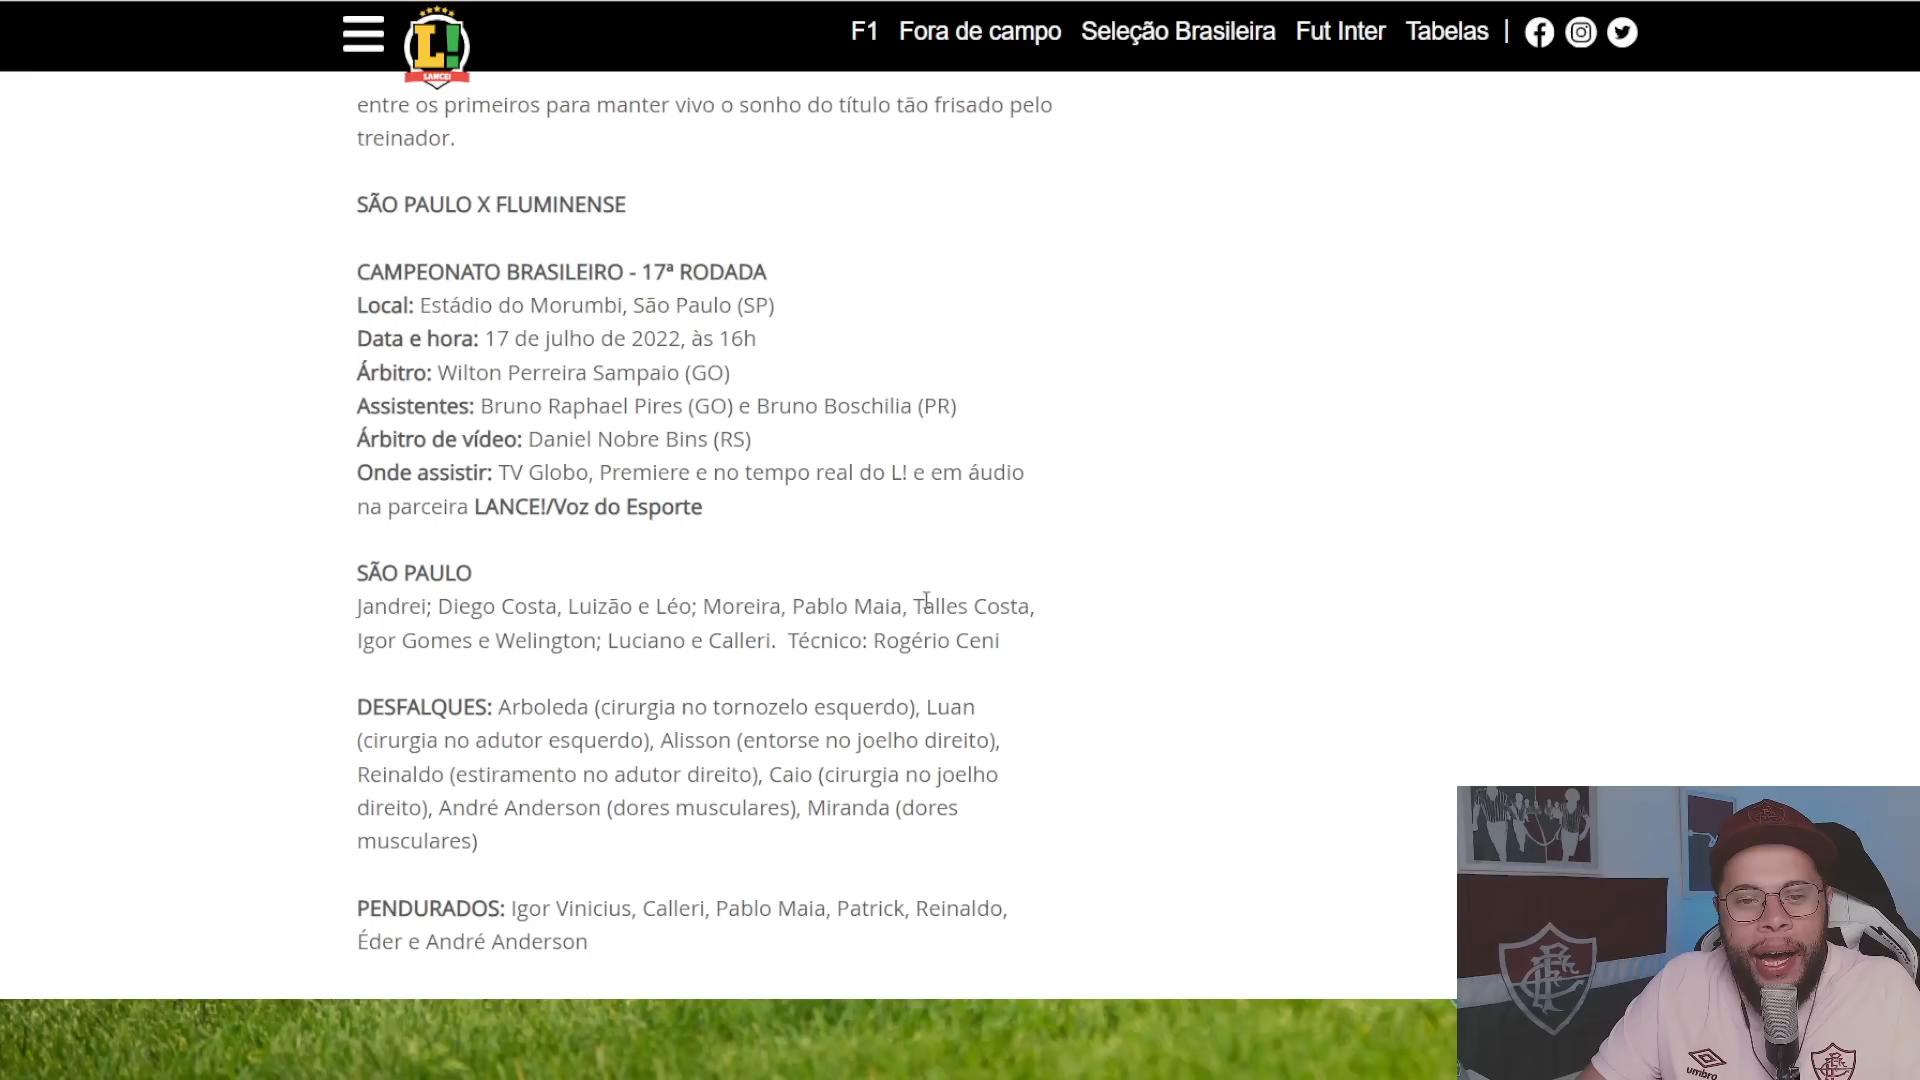 L!
LANCE!
F1 Fora de campo Seleção Brasileira Fut Inter Tabelas |
entre os primeiros para manter vivo o sonho do título tão frisado pelo
treinador.
SÃO PAULO X FLUMINENSE
CAMPEONATO BRASILEIRO - 17ª RODADA
Local: Estádio do Morumbi, São Paulo (SP)
Data e hora: 17 de julho de 2022, às 16h
Árbitro: Wilton Perreira Sampaio (GO)
Assistentes: Bruno Raphael Pires (GO) e Bruno Boschilia (PR)
Árbitro de vídeo: Daniel Nobre Bins (RS)
Onde assistir: TV Globo, Premiere e no tempo real do L! e em áudio
na parceira LANCE!/Voz do Esporte
SÃO PAULO
Jandrei; Diego Costa, Luizão e Léo; Moreira, Pablo Maia, Talles Costa,
Igor Gomes e Welington; Luciano e Calleri. Técnico: Rogério Ceni
DESFALQUES: Arboleda (cirurgia no tornozelo esquerdo), Luan
(cirurgia no adutor esquerdo), Alisson (entorse no joelho direito),
Reinaldo (estiramento no adutor direito), Caio (cirurgia no joelho
direito), André Anderson (dores musculares), Miranda (dores
musculares)
PENDURADOS: Igor Vinicius, Calleri, Pablo Maia, Patrick, Reinaldo,
Éder e André Anderson
umbro